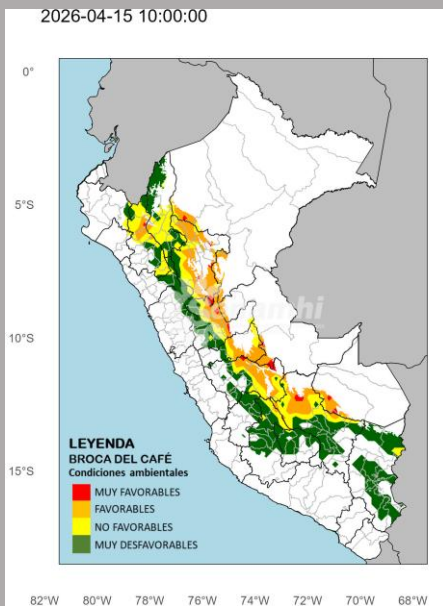 2026-04-15 10:00:00
0°
5°S
10°S
15°S
senamhi
LEYENDA
BROCA DEL CAFÉ
Condiciones ambientales
MUY FAVORABLES
FAVORABLES
NO FAVORABLES
MUY DESFAVORABLES
82°W 80°W 78°W 76°W 74°W 72°W 70°W 68°W